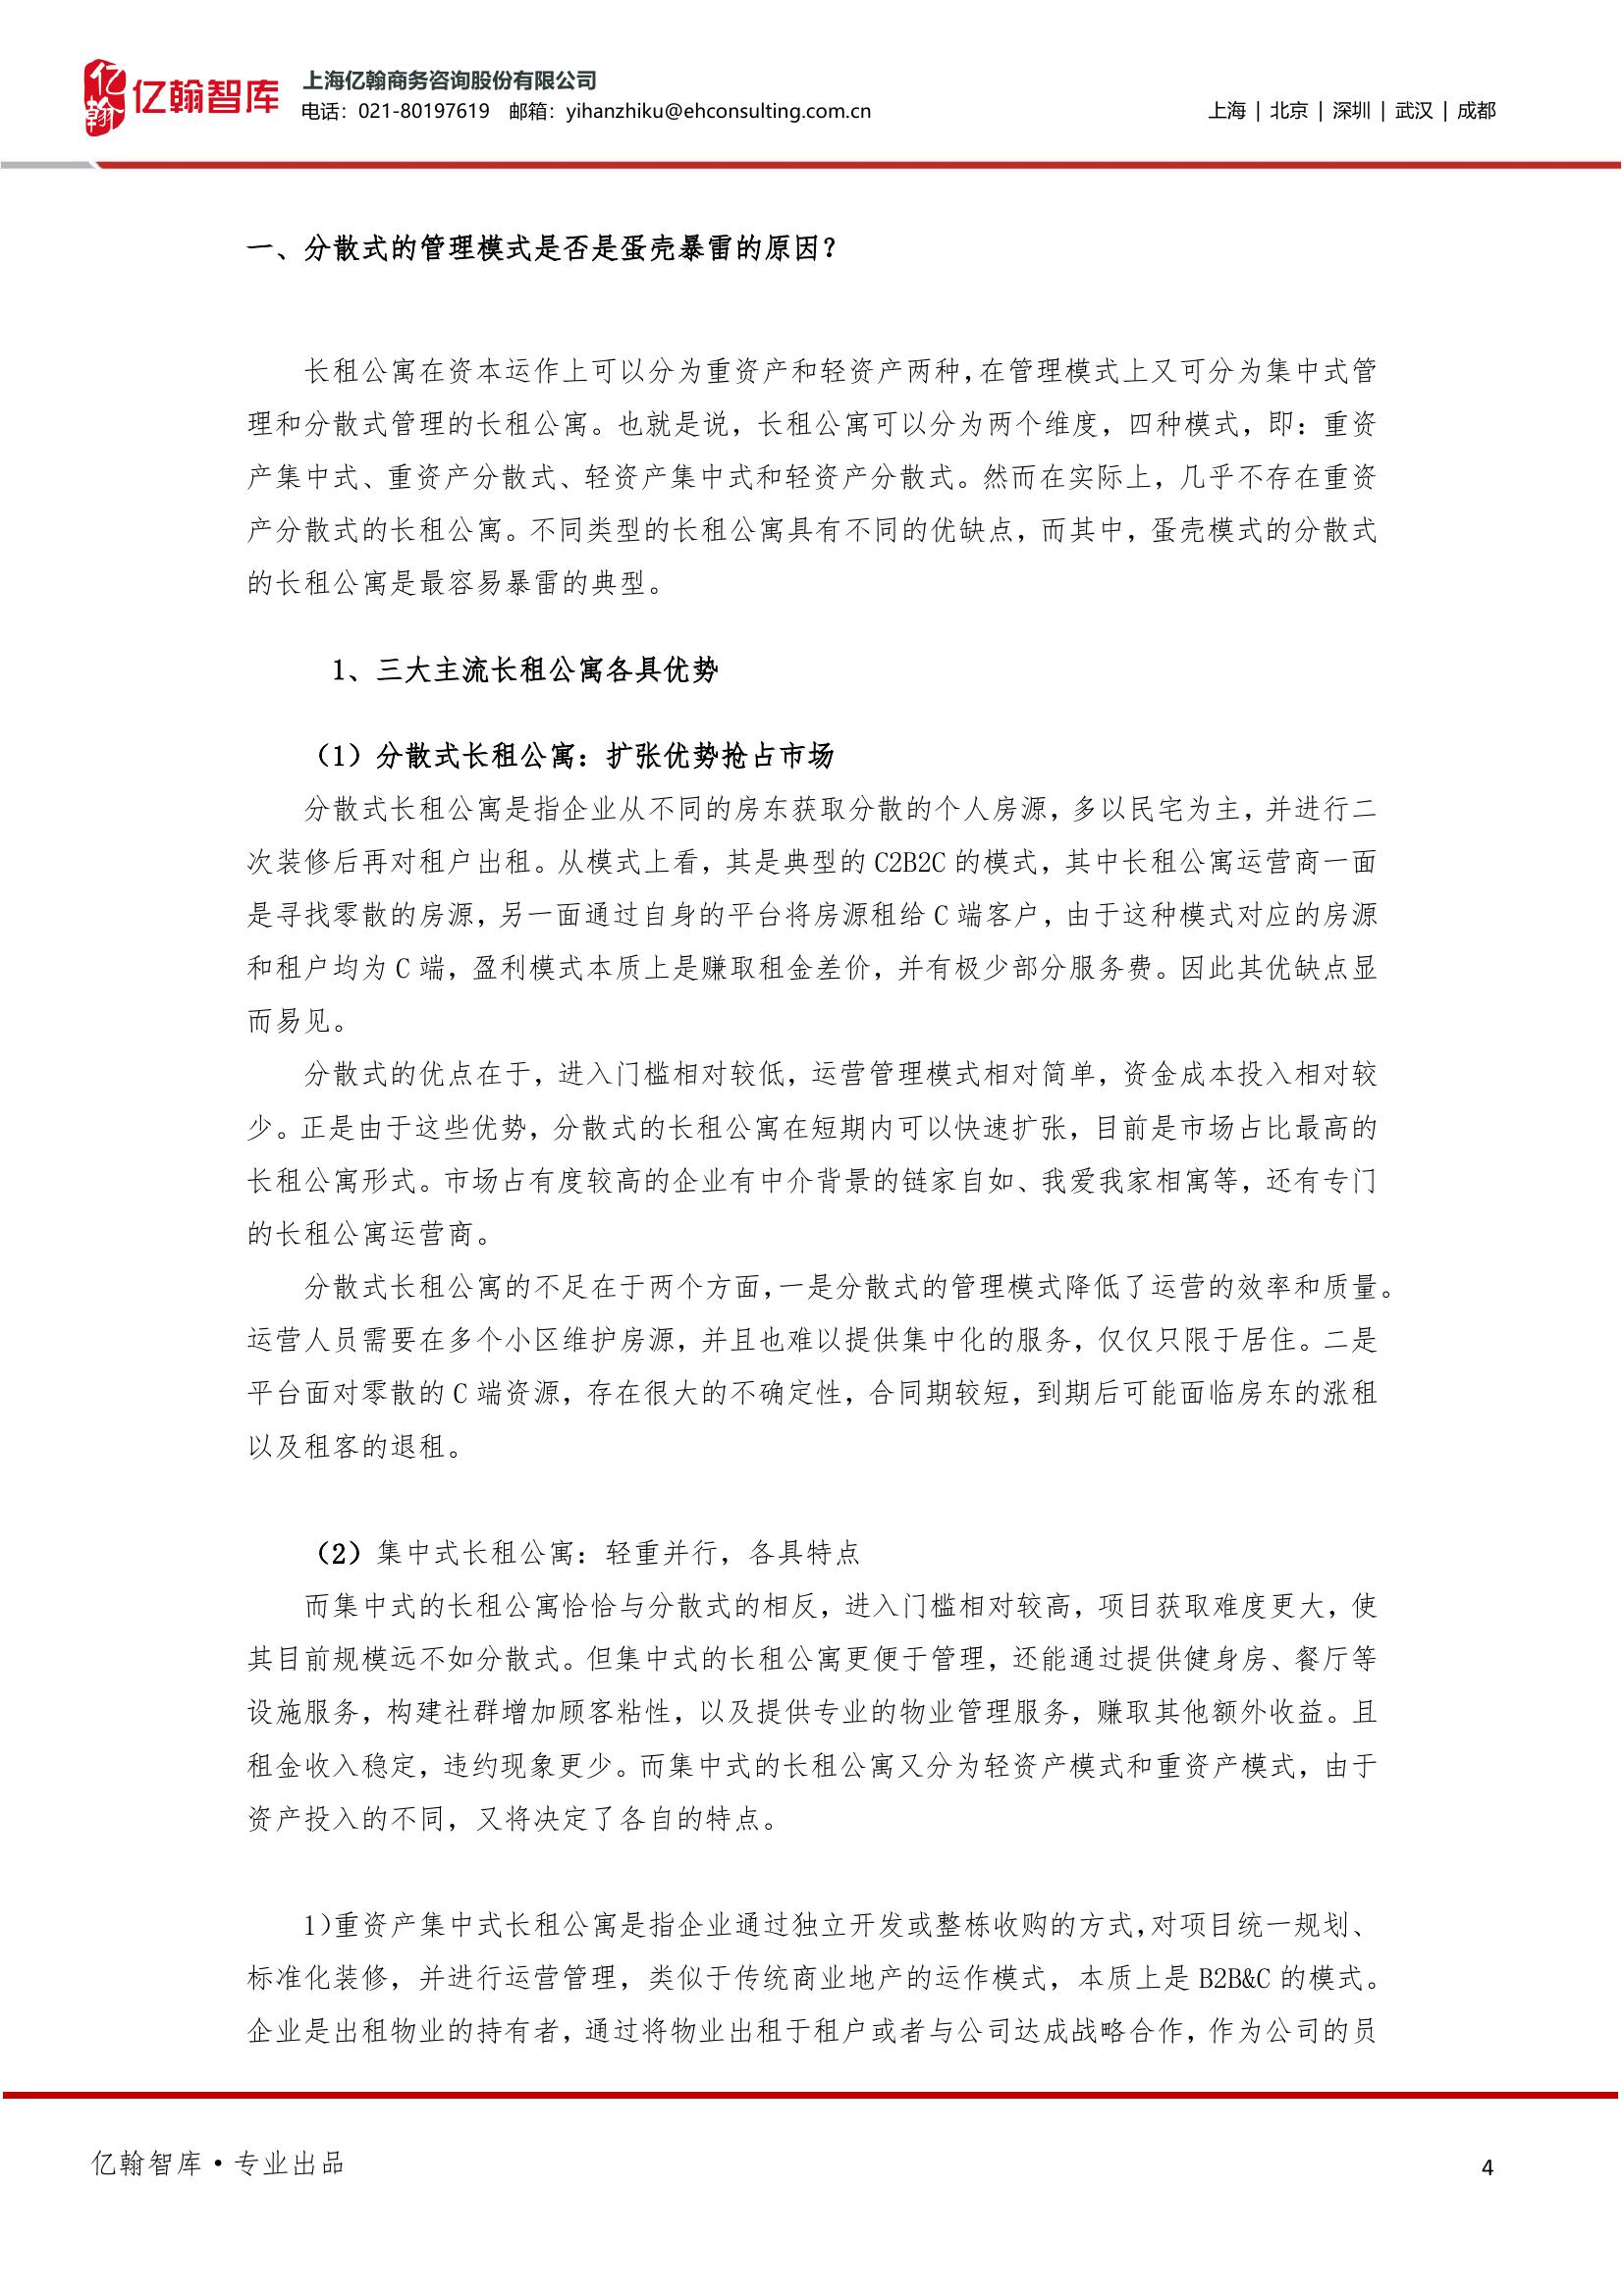 亿翰
亿翰智库
上海亿翰商务咨询股份有限公司
电话：021-80197619 邮箱：yihanzhiku@ehconsulting.com.cn
上海 | 北京 | 深圳 | 武汉 | 成都
一、分散式的管理模式是否是蛋壳暴雷的原因？
长租公寓在资本运作上可以分为重资产和轻资产两种，在管理模式上又可分为集中式管
理和分散式管理的长租公寓。也就是说，长租公寓可以分为两个维度，四种模式，即：重资
产集中式、重资产分散式、轻资产集中式和轻资产分散式。然而在实际上，几乎不存在重资
产分散式的长租公寓。不同类型的长租公寓具有不同的优缺点，而其中，蛋壳模式的分散式
的长租公寓是最容易暴雷的典型。
1、三大主流长租公寓各具优势
（1）分散式长租公寓：扩张优势抢占市场
分散式长租公寓是指企业从不同的房东获取分散的个人房源，多以民宅为主，并进行二
次装修后再对租户出租。从模式上看，其是典型的 C2B2C 的模式，其中长租公寓运营商一面
是寻找零散的房源，另一面通过自身的平台将房源租给 C 端客户，由于这种模式对应的房源
和租户均为 C 端，盈利模式本质上是赚取租金差价，并有极少部分服务费。因此其优缺点显
而易见。
分散式的优点在于，进入门槛相对较低，运营管理模式相对简单，资金成本投入相对较
少。正是由于这些优势，分散式的长租公寓在短期内可以快速扩张，目前是市场占比最高的
长租公寓形式。市场占有度较高的企业有中介背景的链家自如、我爱我家相寓等，还有专门
的长租公寓运营商。
分散式长租公寓的不足在于两个方面，一是分散式的管理模式降低了运营的效率和质量。
运营人员需要在多个小区维护房源，并且也难以提供集中化的服务，仅仅只限于居住。二是
平台面对零散的 C 端资源，存在很大的不确定性，合同期较短，到期后可能面临房东的涨租
以及租客的退租。
（2）集中式长租公寓：轻重并行，各具特点
而集中式的长租公寓恰恰与分散式的相反，进入门槛相对较高，项目获取难度更大，使
其目前规模远不如分散式。但集中式的长租公寓更便于管理，还能通过提供健身房、餐厅等
设施服务，构建社群增加顾客粘性，以及提供专业的物业管理服务，赚取其他额外收益。且
租金收入稳定，违约现象更少。而集中式的长租公寓又分为轻资产模式和重资产模式，由于
资产投入的不同，又将决定了各自的特点。
1)重资产集中式长租公寓是指企业通过独立开发或整栋收购的方式，对项目统一规划、
标准化装修，并进行运营管理，类似于传统商业地产的运作模式，本质上是 B2B&C 的模式。
企业是出租物业的持有者，通过将物业出租于租户或者与公司达成战略合作，作为公司的员
亿翰智库•专业出品
4